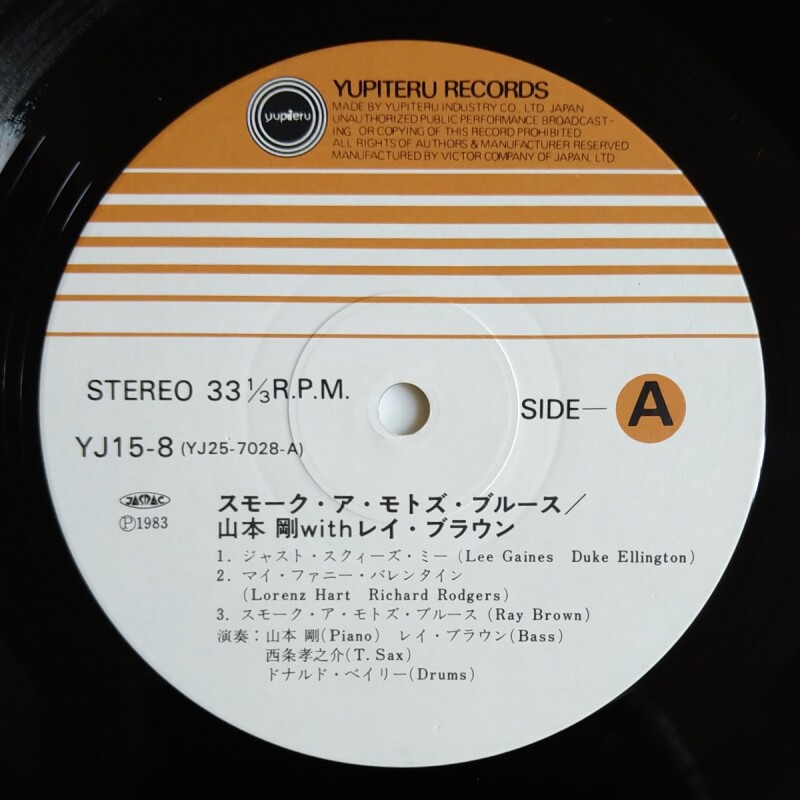 yupiteru
YUPITERU RECORDS
MADE BY YUPITERU INDUSTRY CO., LTD. JAPAN
UNAUTHORIZED PUBLIC PERFORMANCE BROADCAST-
ING OR COPYING OF THIS RECORD PROHIBITED
ALL RIGHTS OF AUTHORS & MANUFACTURER RESERVED
MANUFACTURED BY VICTOR COMPANY OF JAPAN, LTD.
STEREO 33 1/3 R.P.M.
SIDE— A
YJ15-8 (YJ25-7028-A)
JASRAC
Ⓟ1983
スモーク・ア・モトズ・ブルース/
山本 剛withレイ・ブラウン
1. ジャスト・スクィーズ・ミー (Lee Gaines Duke Ellington)
2. マイ・ファニー・バレンタイン
(Lorenz Hart Richard Rodgers)
3. スモーク・ア・モトズ・ブルース (Ray Brown)
演奏:山本 剛(Piano) レイ・ブラウン(Bass)
西条孝之介(T. Sax)
ドナルド・ベイリー(Drums)